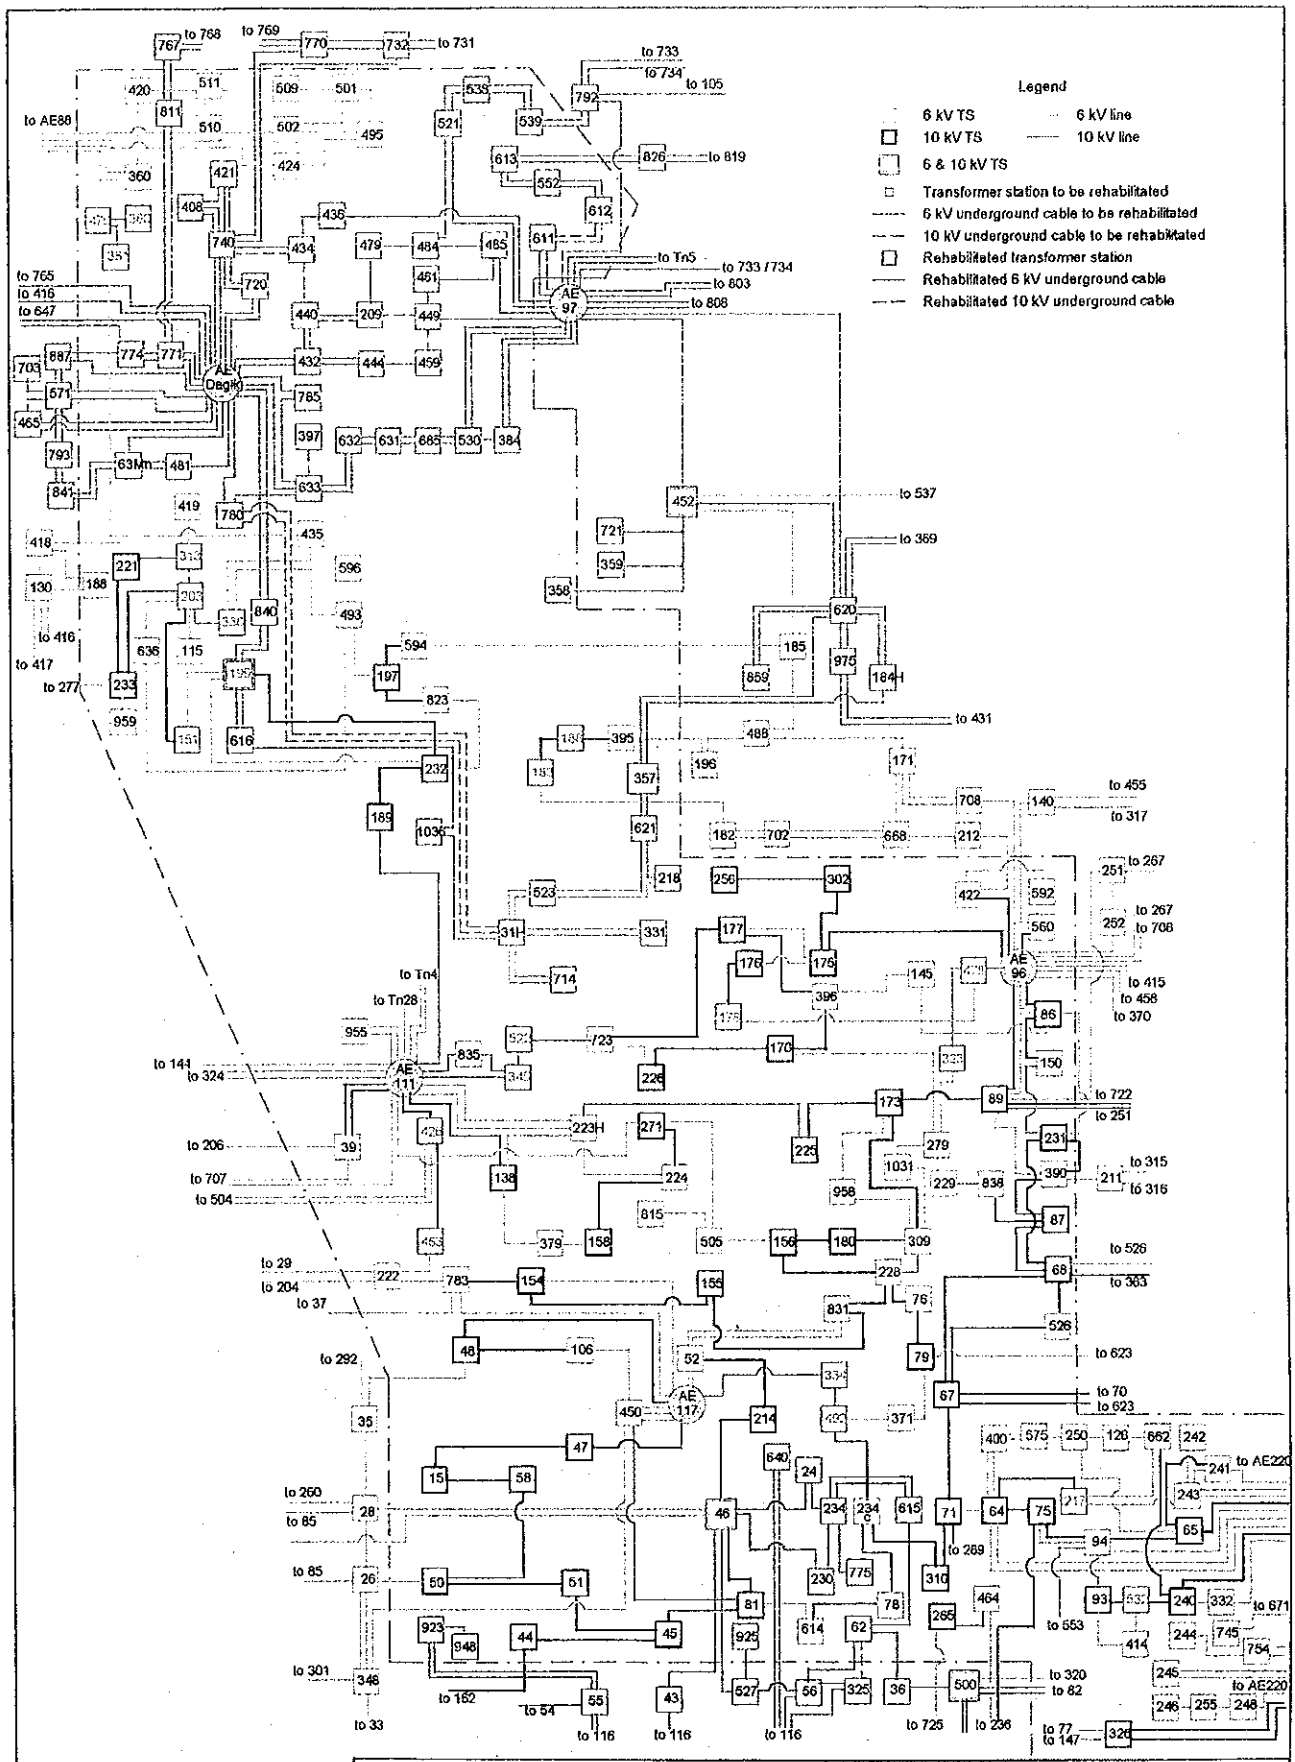 to 768
to 769
767
770
732
to 731
to 733
to 734
to 105
420
511
509
501
811
539
792
521
539
to AE88
510
502
495
360
421
424
613
826
to 819
552
612
408
436
740
434
479
484
485
611
461
to Tn5
to 733 /734
to 803
to 808
AE
97
to 765
to 416
to 647
720
440
209
449
887
774
771
432
444
459
703
571
AE
Dagik
785
465
397
632
631
685
530
384
793
63Mn
481
841
633
780
419
435
452
to 537
721
359
358
to 369
418
221
313
596
130
188
203
330
840
493
620
to 416
to 417
636
115
594
185
975
859
184H
to 277
233
195
197
823
959
151
616
to 431
232
395
488
196
171
357
189
1036
621
708
140
to 455
to 317
182
702
668
212
218
256
302
422
592
251
to 267
252
to 267
to 708
523
31H
331
177
560
AE
96
714
176
175
145
396
to 415
to 458
to 370
to Tn4
to Tn28
955
86
835
723
170
150
to 144
to 324
AE
111
226
173
89
to 722
to 251
to 206
39
426
223H
271
225
279
231
to 707
to 504
138
224
1031
229
838
390
211
to 315
to 316
958
815
87
453
379
158
505
156
180
309
to 29
to 204
222
783
154
155
228
68
to 526
to 363
to 37
831
76
526
48
106
52
79
to 623
to 292
AE
117
67
to 70
to 623
35
450
214
371
47
640
400
575
250
126
662
242
241
to AE220
15
58
24
243
to 260
to 85
28
46
234
234
c
615
71
64
75
217
65
to 269
94
to 85
26
50
51
230
775
310
93
532
240
332
to 671
81
78
464
265
to 553
923
948
44
45
925
614
62
414
244
745
754
to 301
348
500
to 320
to 82
245
to AE220
to 162
to 54
55
43
527
56
325
36
246
255
248
to 33
to 116
to 116
to 116
to 725
to 236
to 77
to 147
326
Legend
6 kV TS
6 kV line
10 kV TS
10 kV line
6 & 10 kV TS
Transformer station to be rehabilitated
6 kV underground cable to be rehabilitated
10 kV underground cable to be rehabilitated
Rehabilitated transformer station
Rehabilitated 6 kV underground cable
Rehabilitated 10 kV underground cable